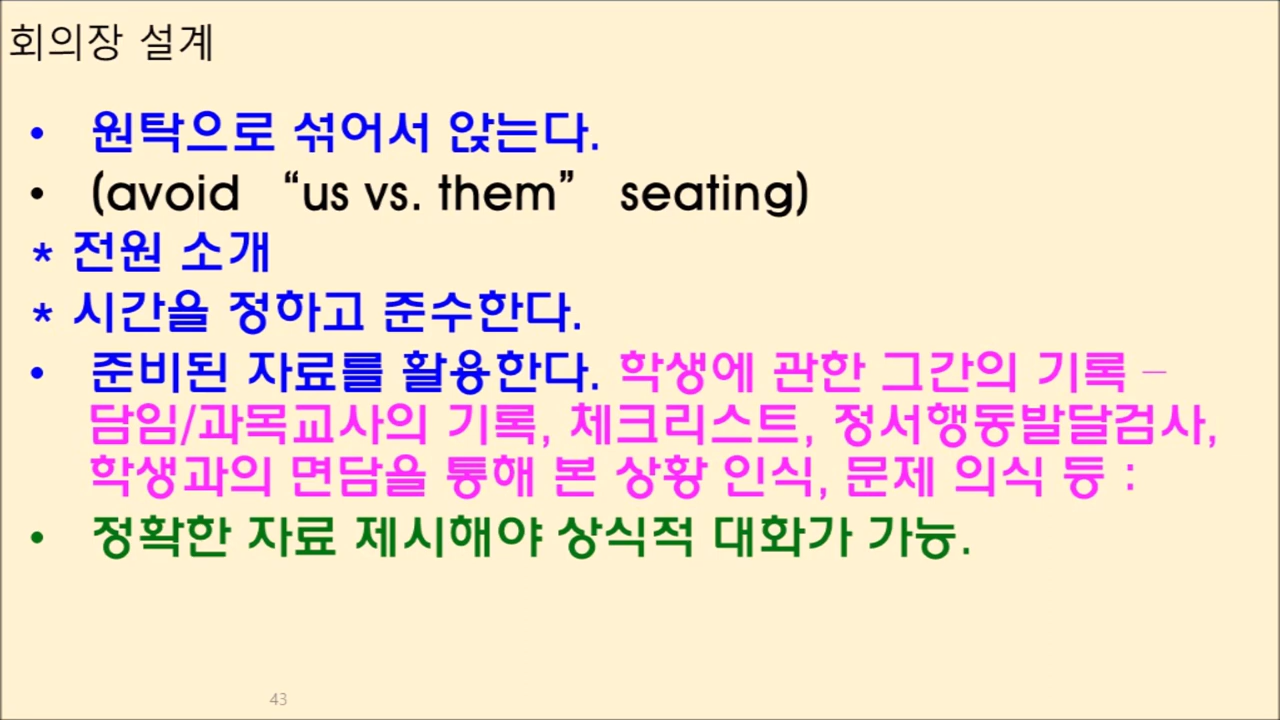 회의장 설계
• 원탁으로 섞어서 앉는다.
• (avoid “us vs. them” seating)
* 전원 소개
* 시간을 정하고 준수한다.
• 준비된 자료를 활용한다. 학생에 관한 그간의 기록 –
담임/과목교사의 기록, 체크리스트, 정서행동발달검사,
학생과의 면담을 통해 본 상황 인식, 문제 의식 등 :
• 정확한 자료 제시해야 상식적 대화가 가능.
43